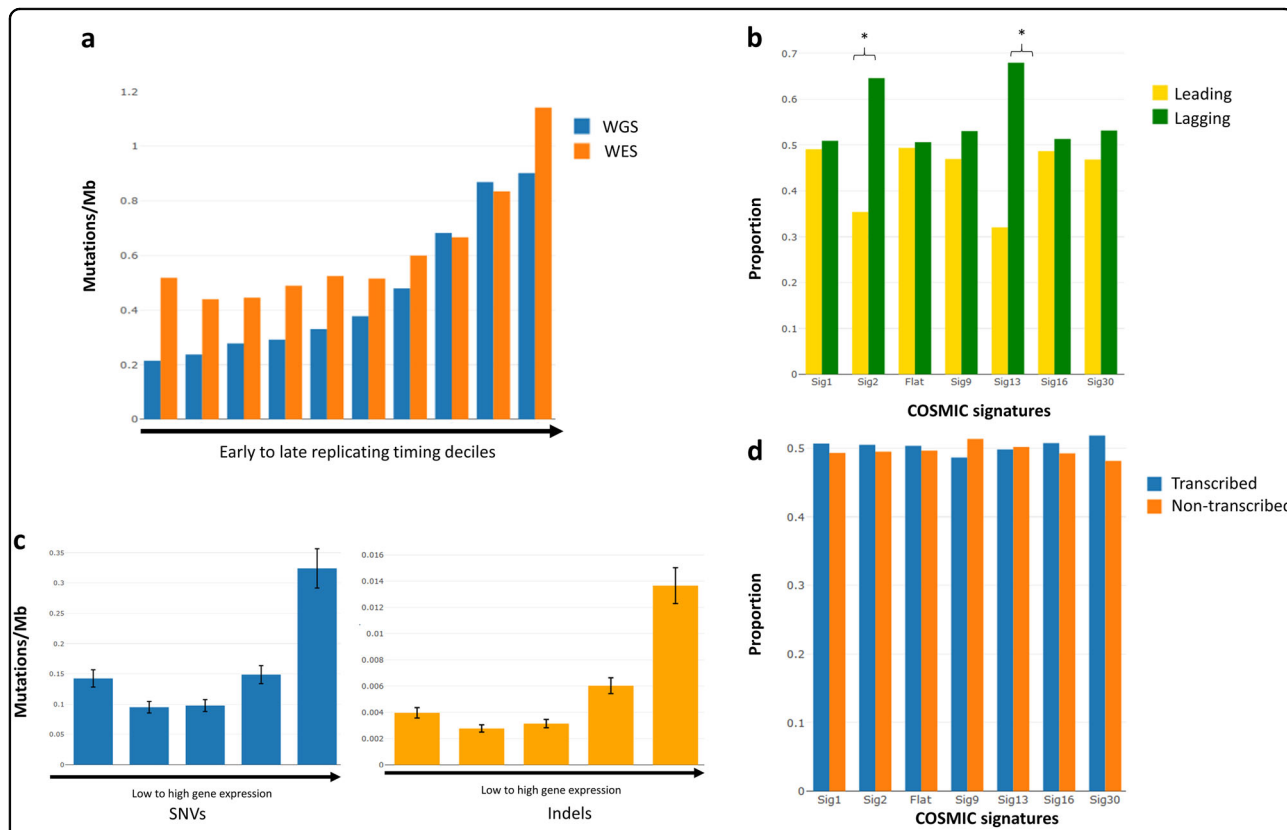 a
Mutations/Mb
1.2
1
0.8
0.6
0.4
0.2
0
WGS
WES
Early to late replicating timing deciles
b
Proportion
0.7
0.6
0.5
0.4
0.3
0.2
0.1
0
* *
Leading
Lagging
Sig1 Sig2 Flat Sig9 Sig13 Sig16 Sig30
COSMIC signatures
c
Mutations/Mb
0.35
0.3
0.25
0.2
0.15
0.1
0.05
0
Low to high gene expression
SNVs
0.016
0.014
0.012
0.01
0.008
0.006
0.004
0.002
0
Low to high gene expression
Indels
d
Proportion
0.5
0.4
0.3
0.2
0.1
0
Transcribed
Non-transcribed
Sig1 Sig2 Flat Sig9 Sig13 Sig16 Sig30
COSMIC signatures